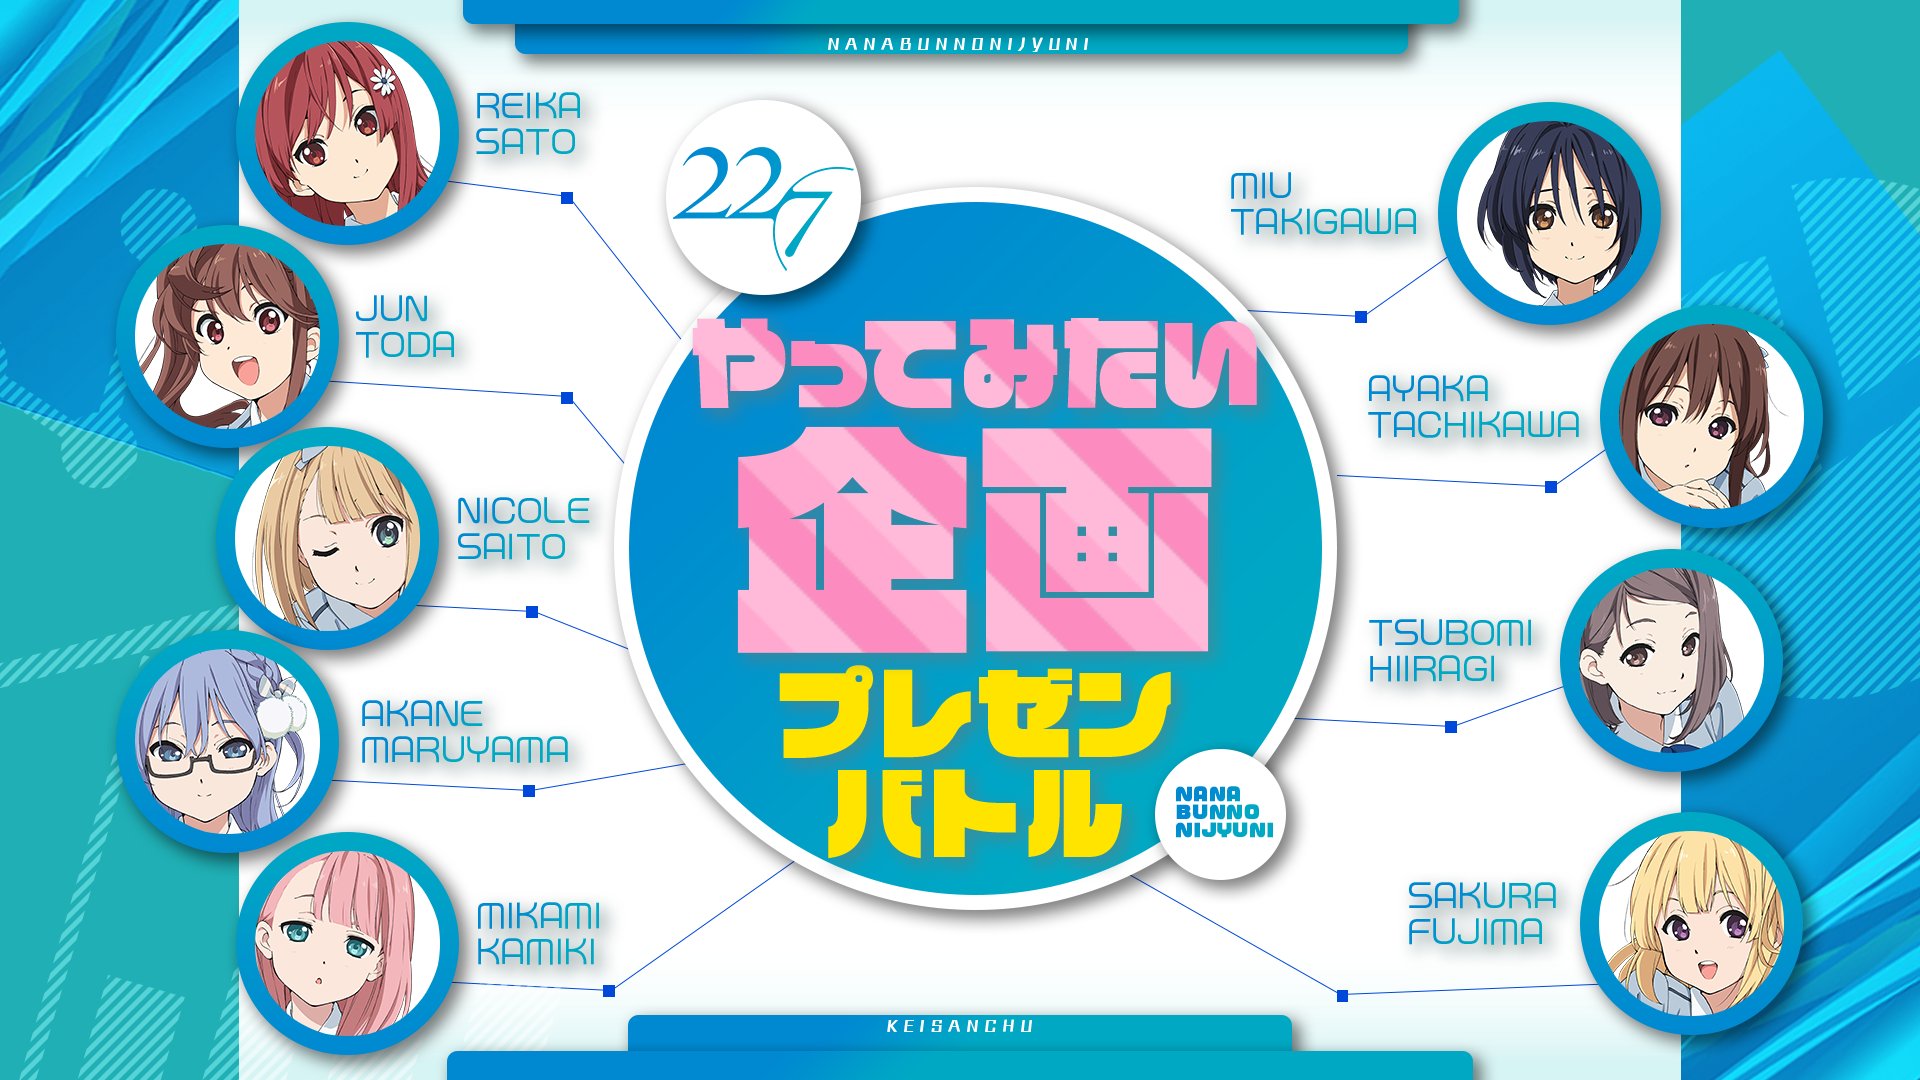 NANABUNNONIJYUNI
22/7
REIKA
SATO
JUN
TODA
NICOLE
SAITO
AKANE
MARUYAMA
MIKAMI
KAMIKI
やってみたい
企画
プレゼン
バトル
NANA
BUNNO
NIJYUNI
MIU
TAKIGAWA
AYAKA
TACHIKAWA
TSUBOMI
HIIRAGI
SAKURA
FUJIMA
KEISANCHU